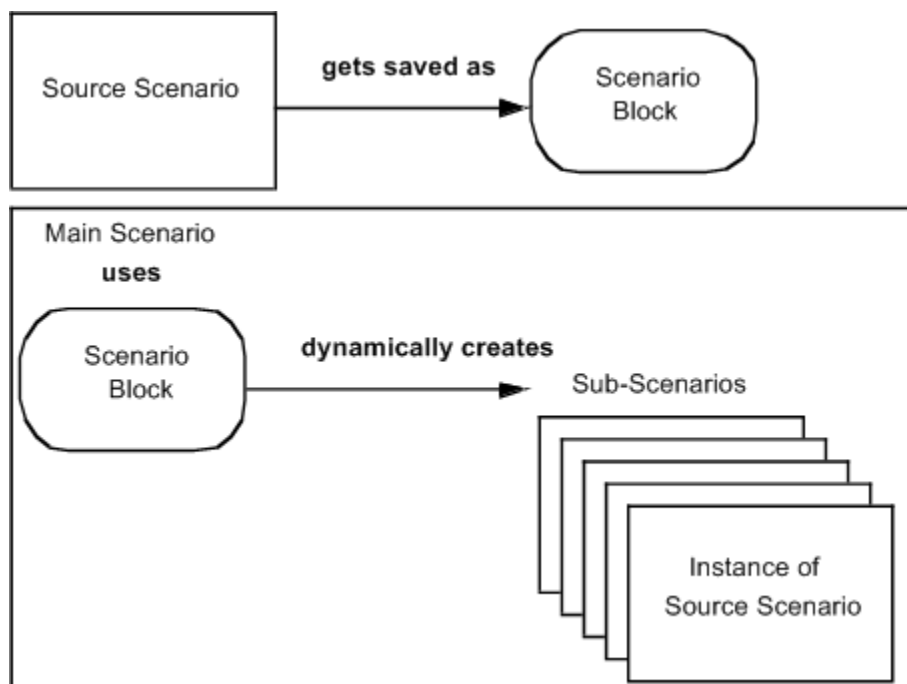 Source Scenario
gets saved as
Scenario
Block
Main Scenario
uses
Scenario
Block
dynamically creates
Sub-Scenarios
Instance of
Source Scenario